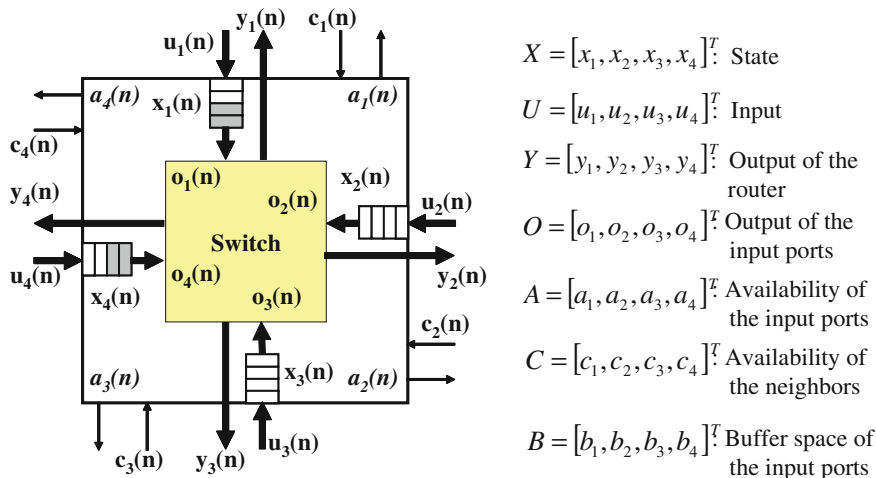 y₁(n)
c₁(n)
u₁(n)
a₄(n)
x₁(n)
a₁(n)
c₄(n)
o₁(n)
x₂(n)
y₄(n)
o₂(n)
u₂(n)
Switch
u₄(n)
o₄(n)
y₂(n)
x₄(n)
o₃(n)
c₂(n)
a₃(n)
x₃(n)
a₂(n)
c₃(n)
y₃(n)
u₃(n)
X = [x₁, x₂, x₃, x₄]ᵀ: State
U = [u₁, u₂, u₃, u₄]ᵀ: Input
Y = [y₁, y₂, y₃, y₄]ᵀ: Output of the
router
O = [o₁, o₂, o₃, o₄]ᵀ: Output of the
input ports
A = [a₁, a₂, a₃, a₄]ᵀ: Availability of
the input ports
C = [c₁, c₂, c₃, c₄]ᵀ: Availability of
the neighbors
B = [b₁, b₂, b₃, b₄]ᵀ: Buffer space of
the input ports